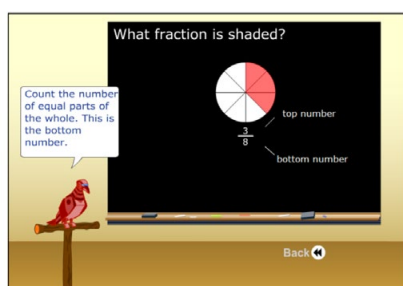 What fraction is shaded?
Count the number
of equal parts of
the whole. This is
the bottom
number.
top number
3
8
bottom number
Back